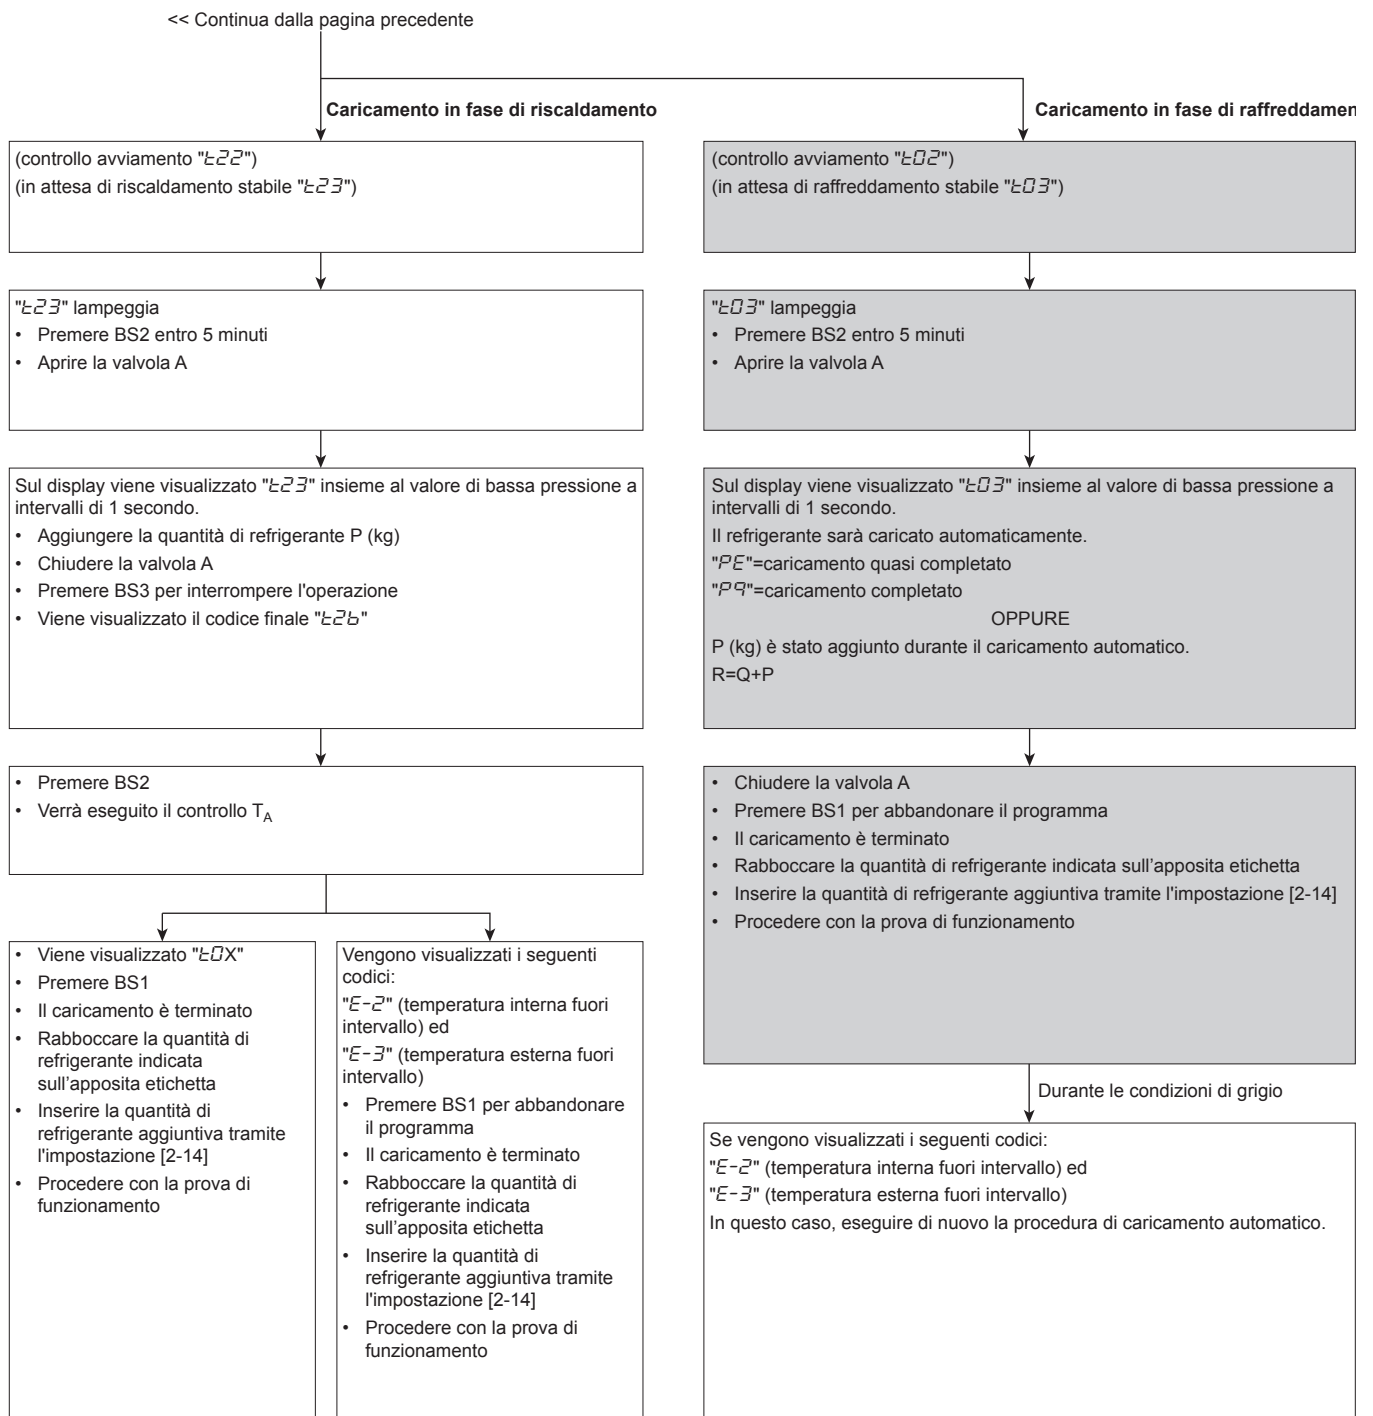 << Continua dalla pagina precedente
Caricamento in fase di riscaldamento
(controllo avviamento "t22")
(in attesa di riscaldamento stabile "t23")
"t23" lampeggia
• Premere BS2 entro 5 minuti
• Aprire la valvola A
Sul display viene visualizzato "t23" insieme al valore di bassa pressione a
intervalli di 1 secondo.
• Aggiungere la quantità di refrigerante P (kg)
• Chiudere la valvola A
• Premere BS3 per interrompere l'operazione
• Viene visualizzato il codice finale "t26"
• Premere BS2
• Verrà eseguito il controllo TA
• Viene visualizzato "t0X"
• Premere BS1
• Il caricamento è terminato
• Rabboccare la quantità di
refrigerante indicata
sull’apposita etichetta
• Inserire la quantità di
refrigerante aggiuntiva tramite
l'impostazione [2-14]
• Procedere con la prova di
funzionamento
Vengono visualizzati i seguenti
codici:
"E-2" (temperatura interna fuori
intervallo) ed
"E-3" (temperatura esterna fuori
intervallo)
• Premere BS1 per abbandonare
il programma
• Il caricamento è terminato
• Rabboccare la quantità di
refrigerante indicata
sull’apposita etichetta
• Inserire la quantità di
refrigerante aggiuntiva tramite
l'impostazione [2-14]
• Procedere con la prova di
funzionamento
Caricamento in fase di raffreddamen
(controllo avviamento "t02")
(in attesa di raffreddamento stabile "t03")
"t03" lampeggia
• Premere BS2 entro 5 minuti
• Aprire la valvola A
Sul display viene visualizzato "t03" insieme al valore di bassa pressione a
intervalli di 1 secondo.
Il refrigerante sarà caricato automaticamente.
"PE"=caricamento quasi completato
"P9"=caricamento completato
OPPURE
P (kg) è stato aggiunto durante il caricamento automatico.
R=Q+P
• Chiudere la valvola A
• Premere BS1 per abbandonare il programma
• Il caricamento è terminato
• Rabboccare la quantità di refrigerante indicata sull’apposita etichetta
• Inserire la quantità di refrigerante aggiuntiva tramite l'impostazione [2-14]
• Procedere con la prova di funzionamento
Durante le condizioni di grigio
Se vengono visualizzati i seguenti codici:
"E-2" (temperatura interna fuori intervallo) ed
"E-3" (temperatura esterna fuori intervallo)
In questo caso, eseguire di nuovo la procedura di caricamento automatico.